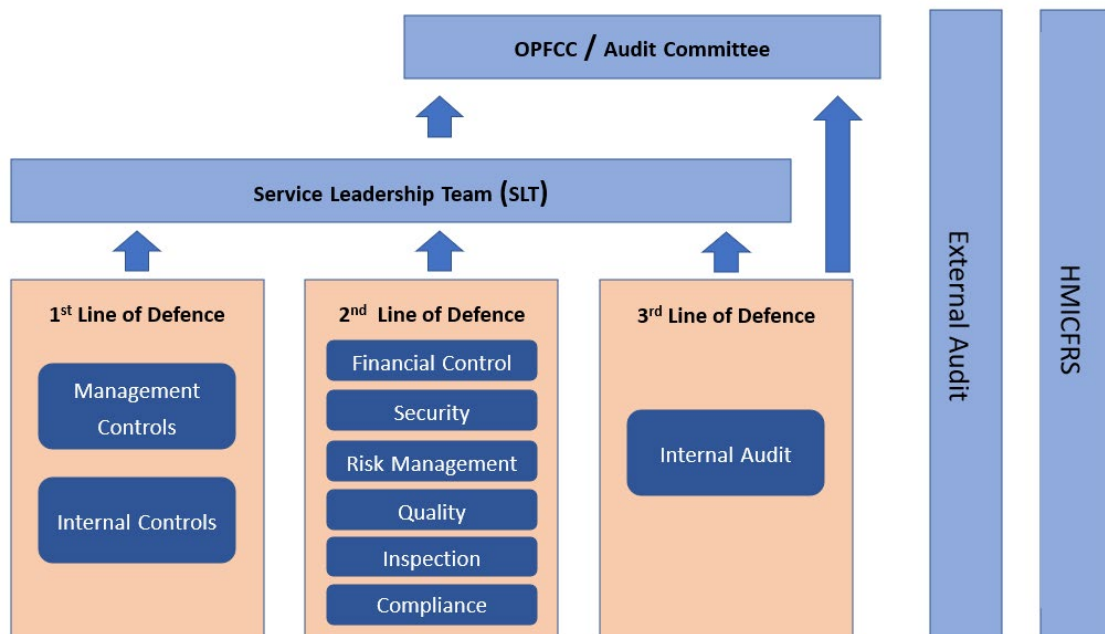 OPFCC / Audit Committee
Service Leadership Team (SLT)
1st Line of Defence
Management
Controls
Internal Controls
2nd Line of Defence
Financial Control
Security
Risk Management
Quality
Inspection
Compliance
3rd Line of Defence
Internal Audit
External Audit
HMICFRS